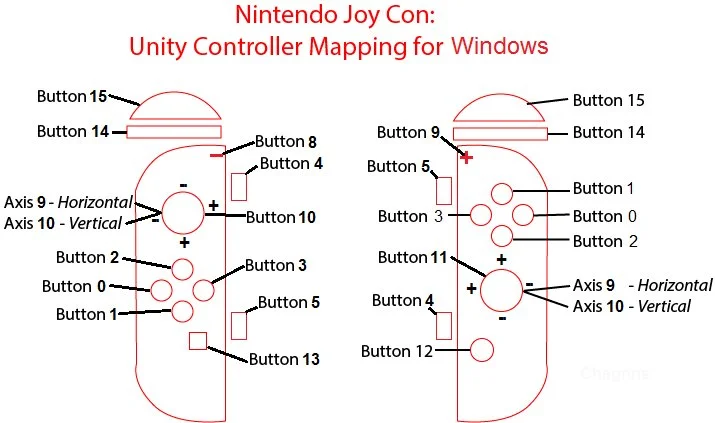 Nintendo Joy Con:
Unity Controller Mapping for Windows
Button 15
Button 14
Button 8
Button 4
Axis 9 - Horizontal
Axis 10 - Vertical
-
+
-
+
Button 10
Button 2
Button 0
Button 1
Button 3
Button 5
Button 13
Button 15
Button 14
Button 9
+
Button 5
Button 1
Button 3
Button 0
Button 2
Button 11
+
+
-
-
Axis 9 - Horizontal
Axis 10 - Vertical
Button 4
Button 12